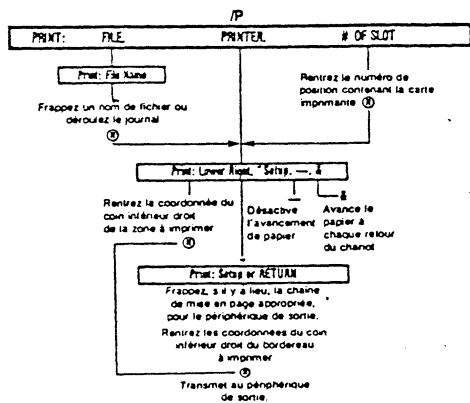 /P
PRINT: FILE PRINTER # OF SLOT
Print: File Name
Frappez un nom de fichier ou
déroulez le journal
R
Rentrez le numéro de
position contenant la carte
imprimante R
Print: Lower Right, "Setup, —, &
Rentrez la coordonnée du
coin inférieur droit
de la zone à imprimer
R
—
Désactive
l'avancement
de papier
&
Avance le
papier à
chaque retour
du chariot
Print: Setup or RETURN
Frappez, s'il y a lieu, la chaîne
de mise en page appropriée,
pour le périphérique de sortie.
Rentrez les coordonnées du coin
inférieur droit du bordereau
à imprimer
R
Transmet au périphérique
de sortie.